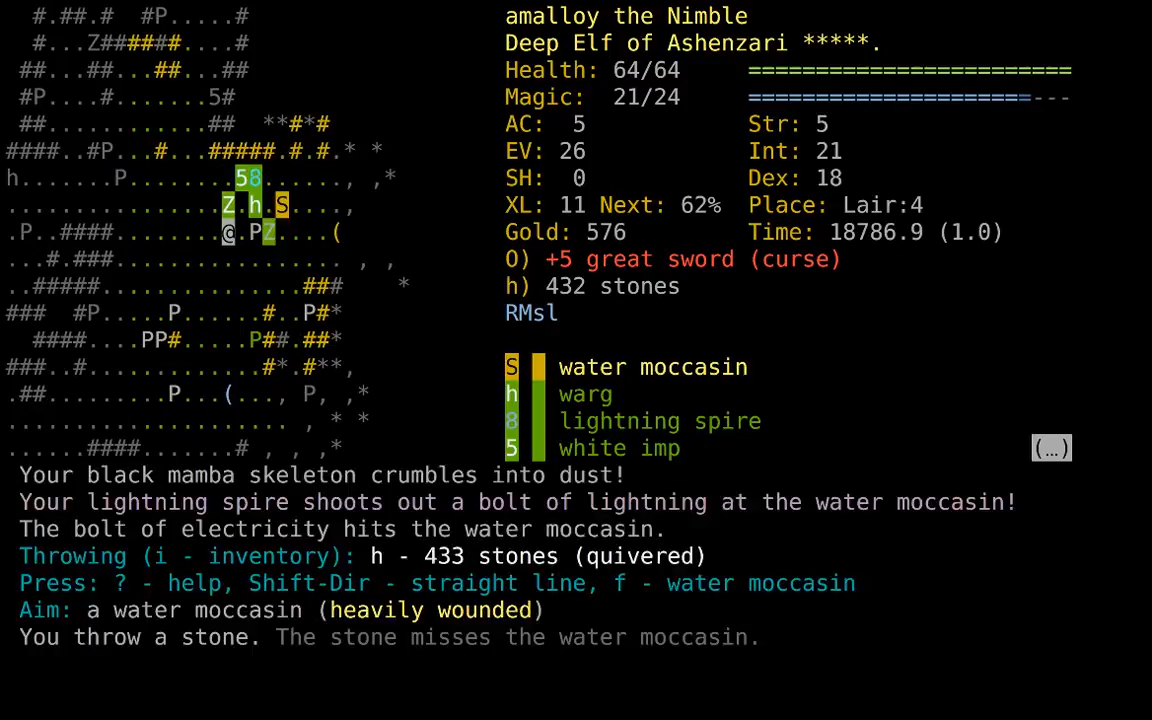 amalloy the Nimble
Deep Elf of Ashenzari *****.
Health: 64/64
Magic: 21/24
AC: 5 Str: 5
EV: 26 Int: 21
SH: 0 Dex: 18
XL: 11 Next: 62% Place: Lair:4
Gold: 576 Time: 18786.9 (1.0)
O) +5 great sword (curse)
h) 432 stones
RMsl
S water moccasin
h warg
8 lightning spire
5 white imp (…)
Your black mamba skeleton crumbles into dust!
Your lightning spire shoots out a bolt of lightning at the water moccasin!
The bolt of electricity hits the water moccasin.
Throwing (i - inventory): h - 433 stones (quivered)
Press: ? - help, Shift-Dir - straight line, f - water moccasin
Aim: a water moccasin (heavily wounded)
You throw a stone. The stone misses the water moccasin.